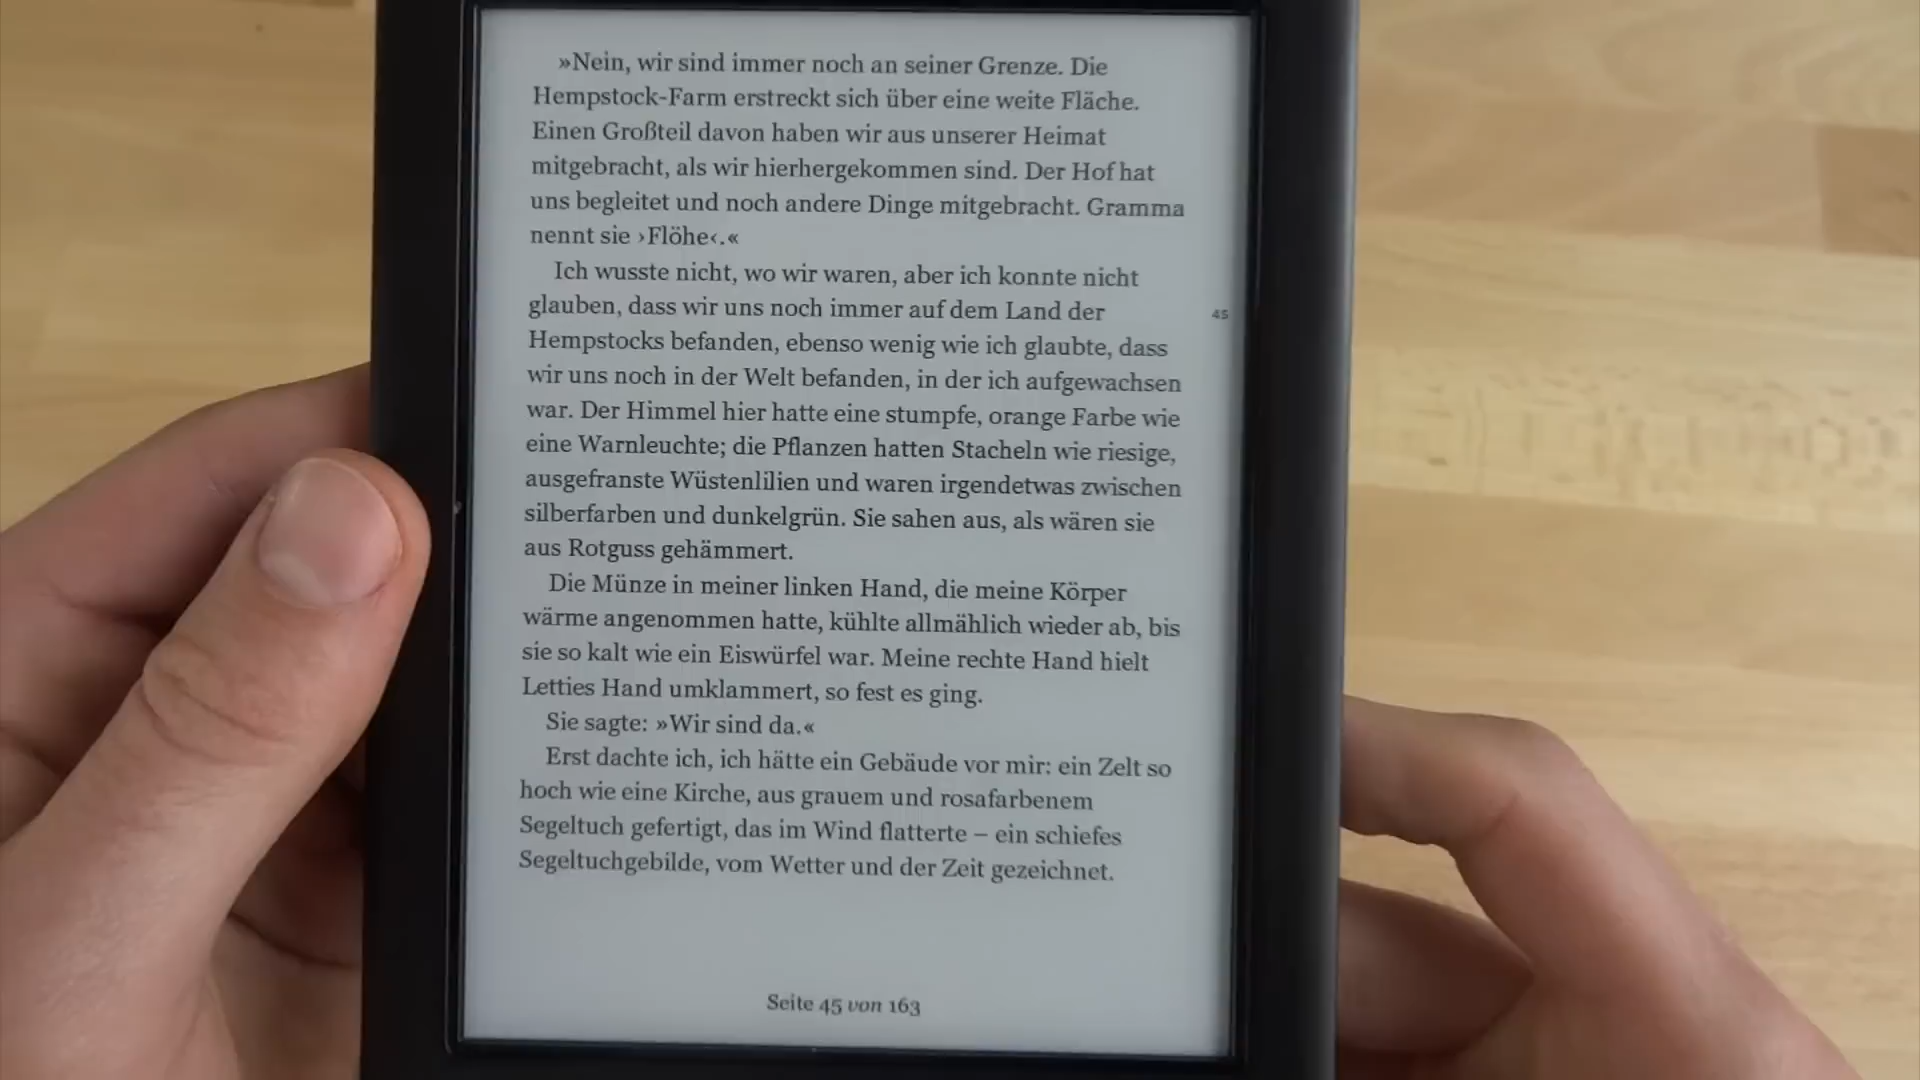 »Nein, wir sind immer noch an seiner Grenze. Die
Hempstock-Farm erstreckt sich über eine weite Fläche.
Einen Großteil davon haben wir aus unserer Heimat
mitgebracht, als wir hierhergekommen sind. Der Hof hat
uns begleitet und noch andere Dinge mitgebracht. Gramma
nennt sie ›Flöhe‹.«
Ich wusste nicht, wo wir waren, aber ich konnte nicht
glauben, dass wir uns noch immer auf dem Land der
45
Hempstocks befanden, ebenso wenig wie ich glaubte, dass
wir uns noch in der Welt befanden, in der ich aufgewachsen
war. Der Himmel hier hatte eine stumpfe, orange Farbe wie
eine Warnleuchte; die Pflanzen hatten Stacheln wie riesige,
ausgefranste Wüstenlilien und waren irgendetwas zwischen
silberfarben und dunkelgrün. Sie sahen aus, als wären sie
aus Rotguss gehämmert.
Die Münze in meiner linken Hand, die meine Körper
wärme angenommen hatte, kühlte allmählich wieder ab, bis
sie so kalt wie ein Eiswürfel war. Meine rechte Hand hielt
Letties Hand umklammert, so fest es ging.
Sie sagte: »Wir sind da.«
Erst dachte ich, ich hätte ein Gebäude vor mir: ein Zelt so
hoch wie eine Kirche, aus grauem und rosafarbenem
Segeltuch gefertigt, das im Wind flatterte – ein schiefes
Segeltuchgebilde, vom Wetter und der Zeit gezeichnet.
Seite 45 von 163